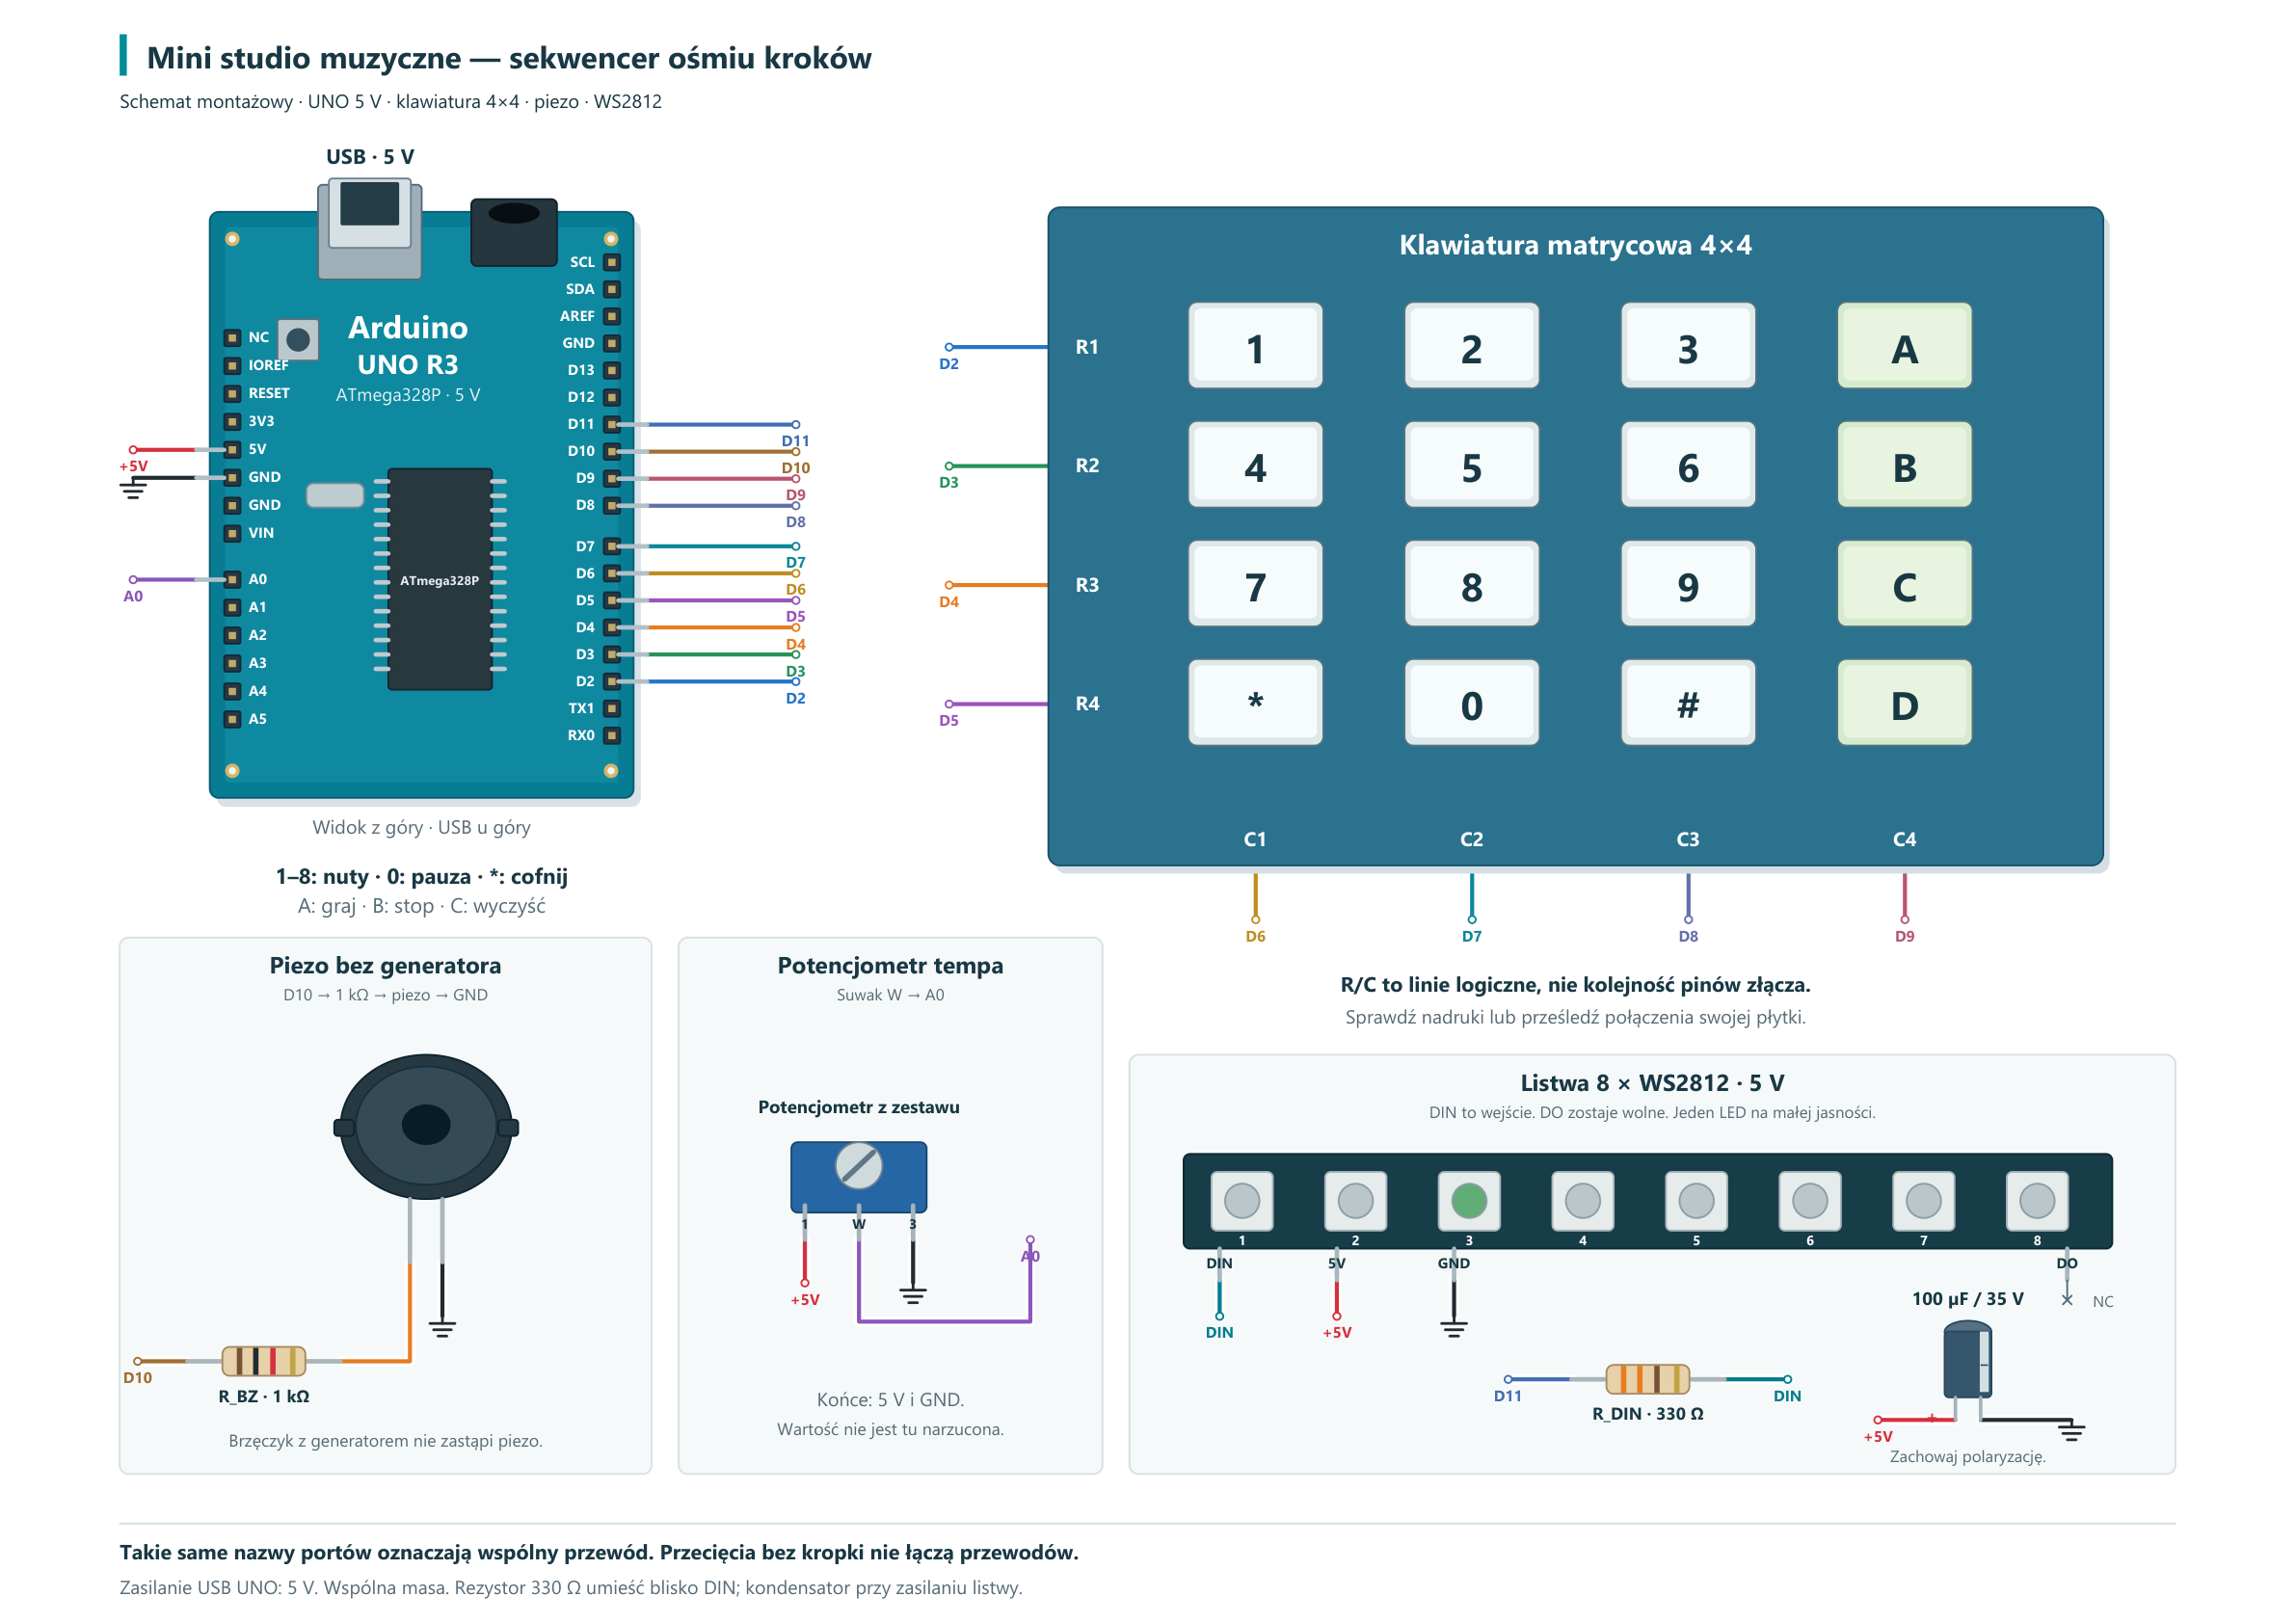 Mini studio muzyczne — sekwencer ośmiu kroków
Schemat montażowy · UNO 5 V · klawiatura 4×4 · piezo · WS2812
USB · 5 V
SCL
SDA
AREF
GND
D13
D12
D11
D10
D9
D8
D7
D6
D5
D4
D3
D2
TX1
RX0
NC
IOREF
RESET
3V3
5V
GND
GND
VIN
A0
A1
A2
A3
A4
A5
Arduino
UNO R3
ATmega328P · 5 V
ATmega328P
+5V
A0
D11
D10
D9
D8
D7
D6
D5
D4
D3
D2
Widok z góry · USB u góry
1–8: nuty · 0: pauza · *: cofnij
A: graj · B: stop · C: wyczyść
Klawiatura matrycowa 4×4
D2 R1 1 2 3 A
D3 R2 4 5 6 B
D4 R3 7 8 9 C
D5 R4 * 0 # D
C1 C2 C3 C4
D6 D7 D8 D9
R/C to linie logiczne, nie kolejność pinów złącza.
Sprawdź nadruki lub prześledź połączenia swojej płytki.
Piezo bez generatora
D10 → 1 kΩ → piezo → GND
D10
R_BZ · 1 kΩ
Brzęczyk z generatorem nie zastąpi piezo.
Potencjometr tempa
Suwak W → A0
Potencjometr z zestawu
1 W 3
A0
+5V
Końce: 5 V i GND.
Wartość nie jest tu narzucona.
Listwa 8 × WS2812 · 5 V
DIN to wejście. DO zostaje wolne. Jeden LED na małej jasności.
1 2 3 4 5 6 7 8
DIN 5V GND DO
100 µF / 35 V
NC
DIN +5V
D11 DIN
R_DIN · 330 Ω
+
+5V
Zachowaj polaryzację.
Takie same nazwy portów oznaczają wspólny przewód. Przecięcia bez kropki nie łączą przewodów.
Zasilanie USB UNO: 5 V. Wspólna masa. Rezystor 330 Ω umieść blisko DIN; kondensator przy zasilaniu listwy.